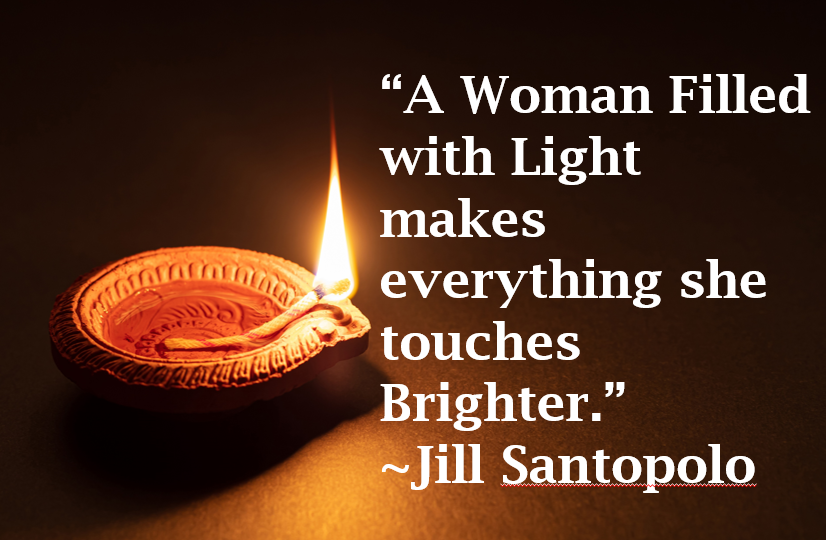 “A Woman Filled
with Light
makes
everything she
touches
Brighter.”
~Jill Santopolo